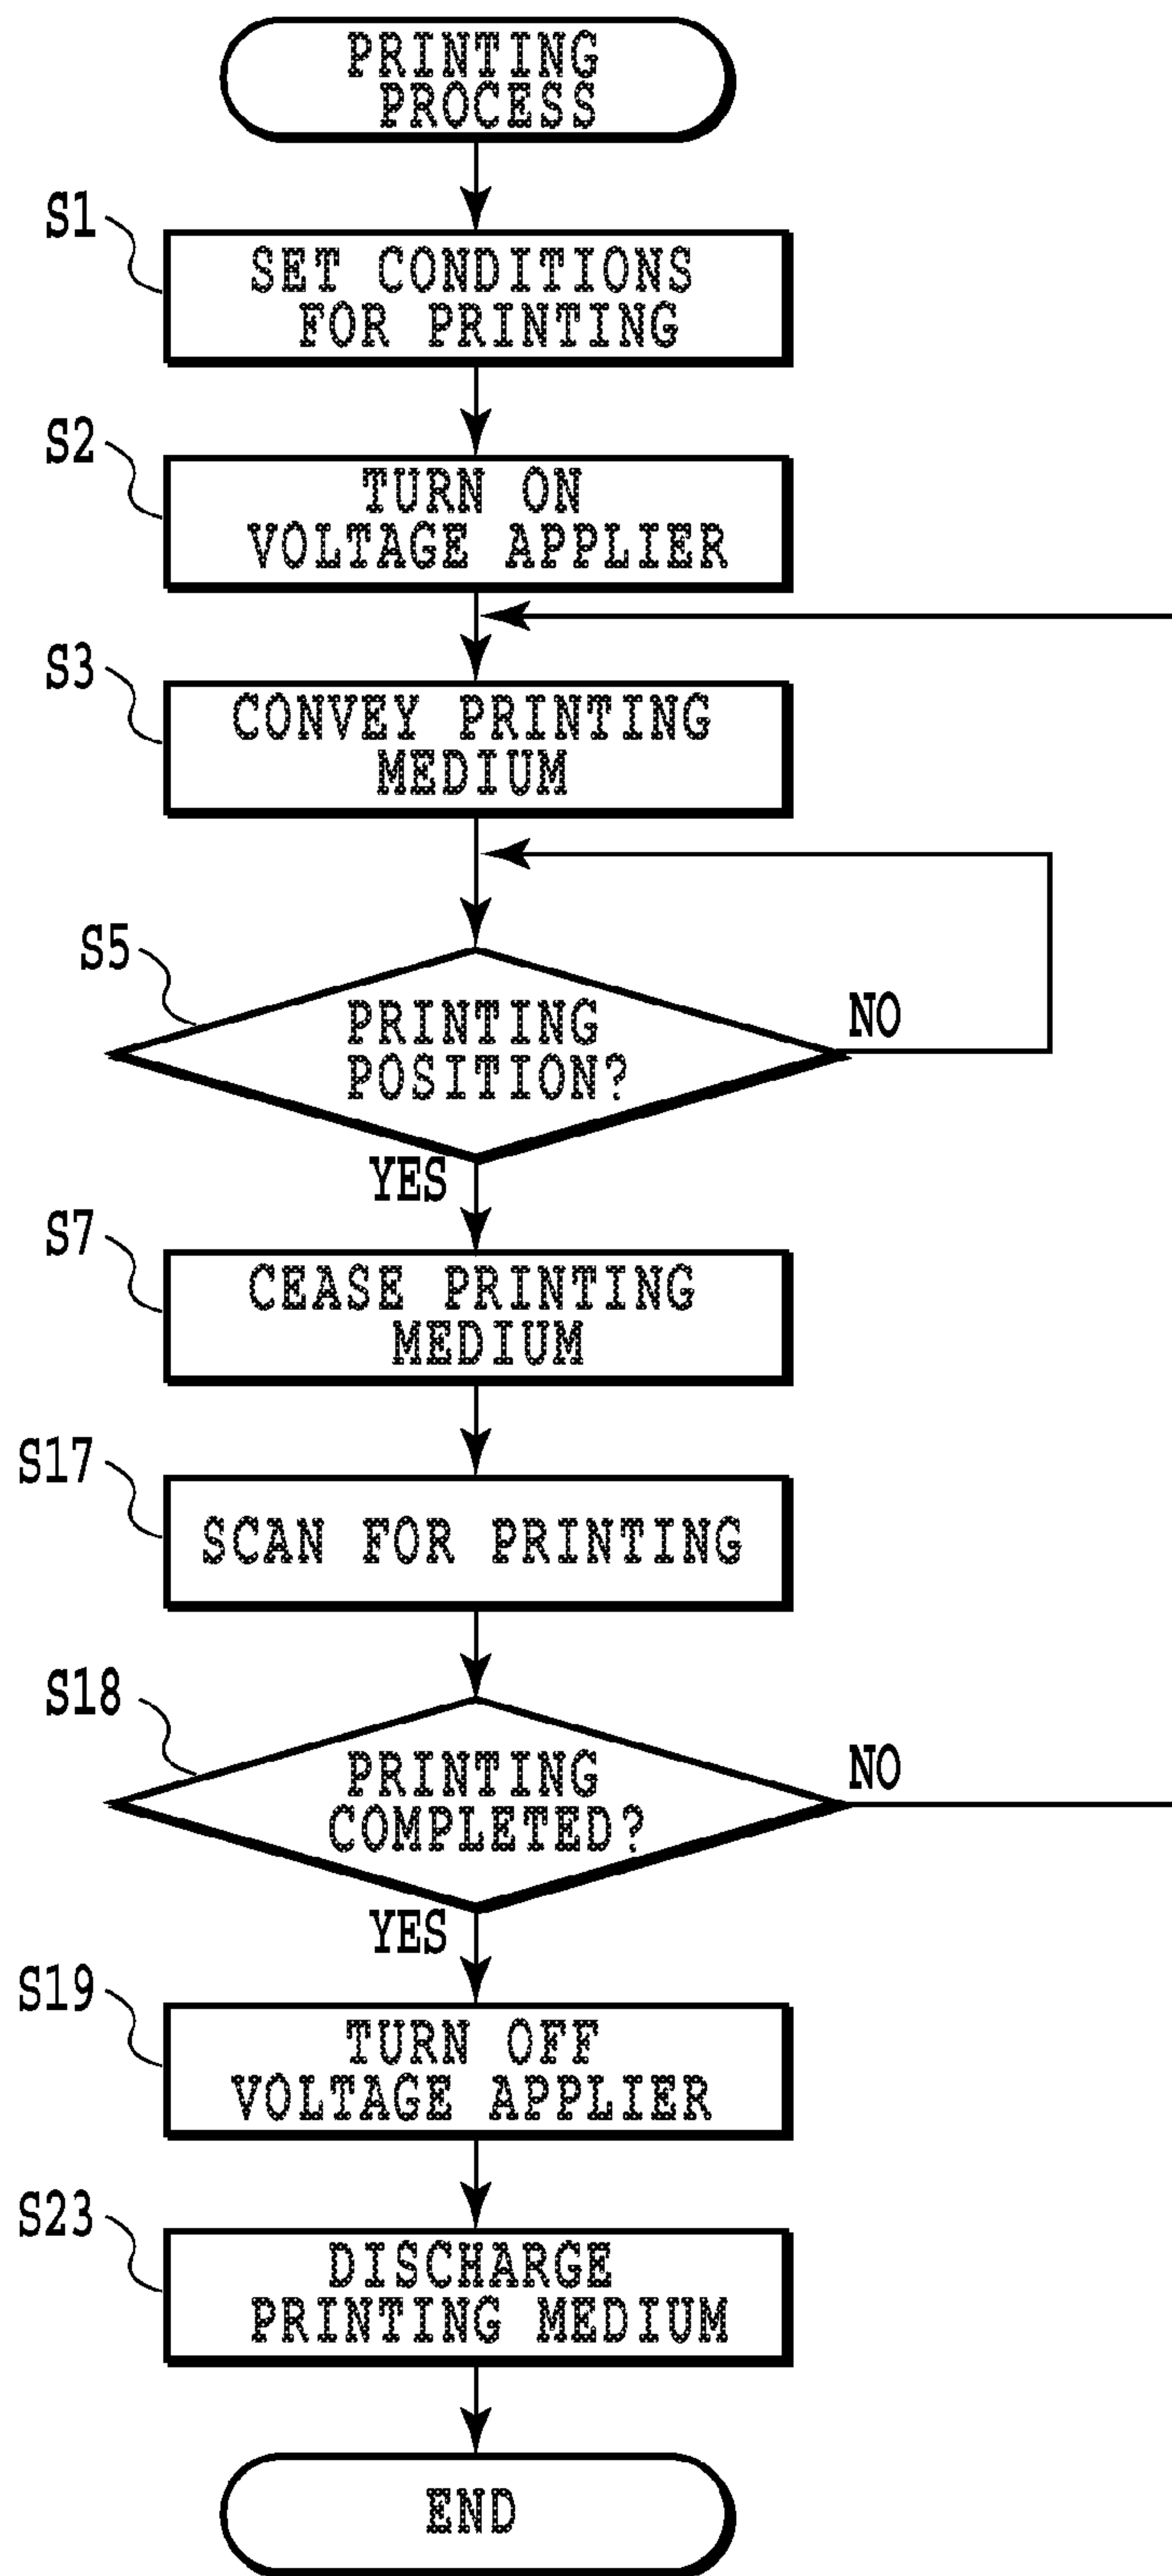 PRINTING
PROCESS
S1
SET CONDITIONS
FOR PRINTING
S2
TURN ON
VOLTAGE APPLIER
S3
CONVEY PRINTING
MEDIUM
S5
PRINTING
POSITION?
NO
YES
S7
CEASE PRINTING
MEDIUM
S17
SCAN FOR PRINTING
S18
PRINTING
COMPLETED?
NO
YES
S19
TURN OFF
VOLTAGE APPLIER
S23
DISCHARGE
PRINTING MEDIUM
END